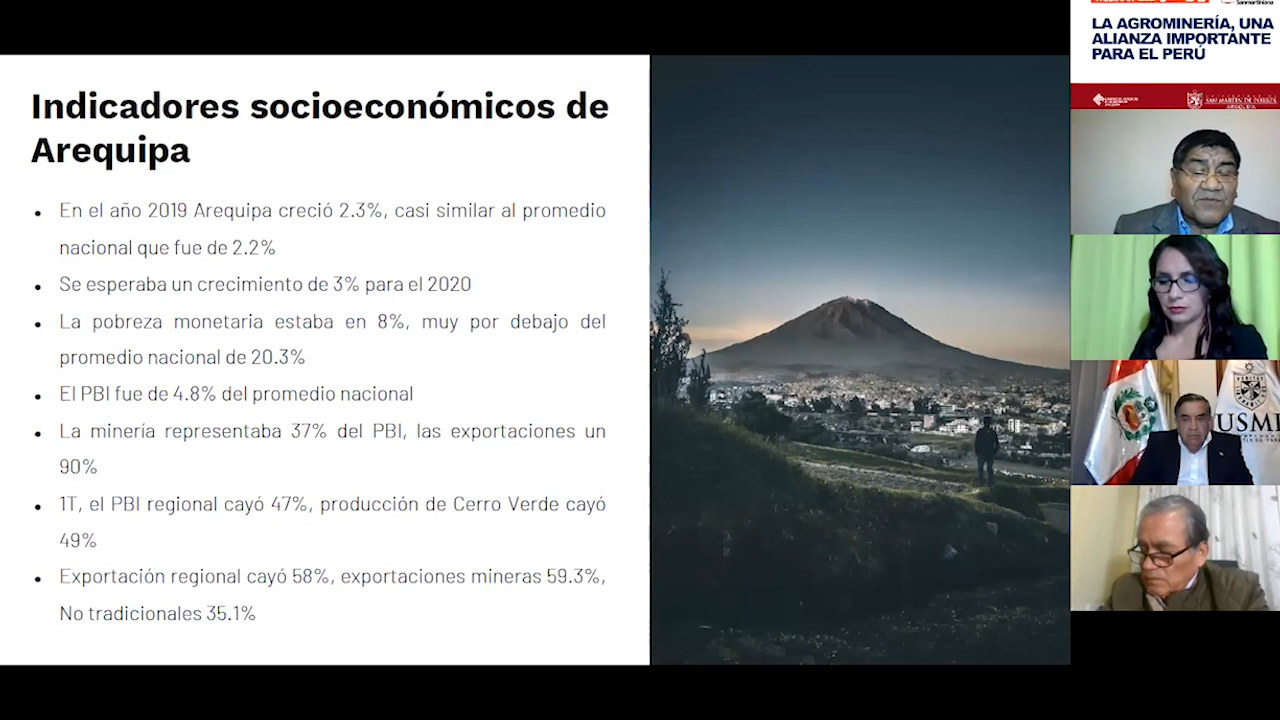 Indicadores socioeconómicos de
Arequipa
• En el año 2019 Arequipa creció 2.3%, casi similar al promedio
nacional que fue de 2.2%
• Se esperaba un crecimiento de 3% para el 2020
• La pobreza monetaria estaba en 8%, muy por debajo del
promedio nacional de 20.3%
• El PBI fue de 4.8% del promedio nacional
• La minería representaba 37% del PBI, las exportaciones un
90%
• 1T, el PBI regional cayó 47%, producción de Cerro Verde cayó
49%
• Exportación regional cayó 58%, exportaciones mineras 59.3%,
No tradicionales 35.1%
Sanmartiniana
LA AGROMINERÍA, UNA
ALIANZA IMPORTANTE
PARA EL PERÚ
SAN MARTIN DE PORRES
AREQUIPA
VERITAS
USM